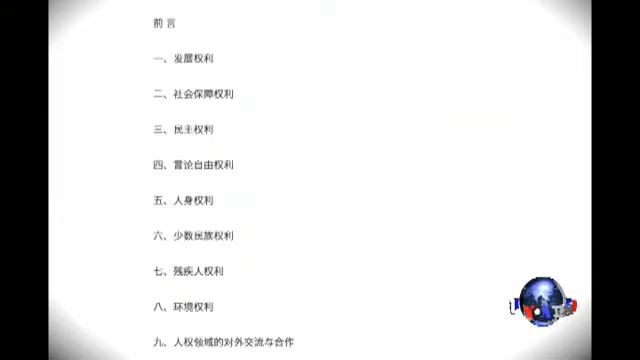 前 言
一、发展权利
二、社会保障权利
三、民主权利
四、言论自由权利
五、人身权利
六、少数民族权利
七、残疾人权利
八、环境权利
九、人权领域的对外交流与合作